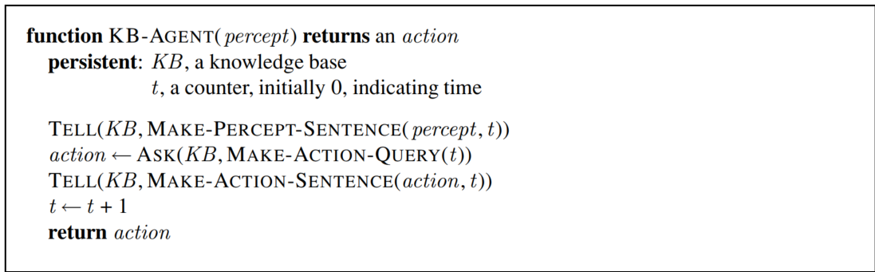 function KB-AGENT(percept) returns an action
persistent: KB, a knowledge base
t, a counter, initially 0, indicating time
TELL(KB, MAKE-PERCEPT-SENTENCE(percept, t))
action ← ASK(KB, MAKE-ACTION-QUERY(t))
TELL(KB, MAKE-ACTION-SENTENCE(action, t))
t ← t + 1
return action